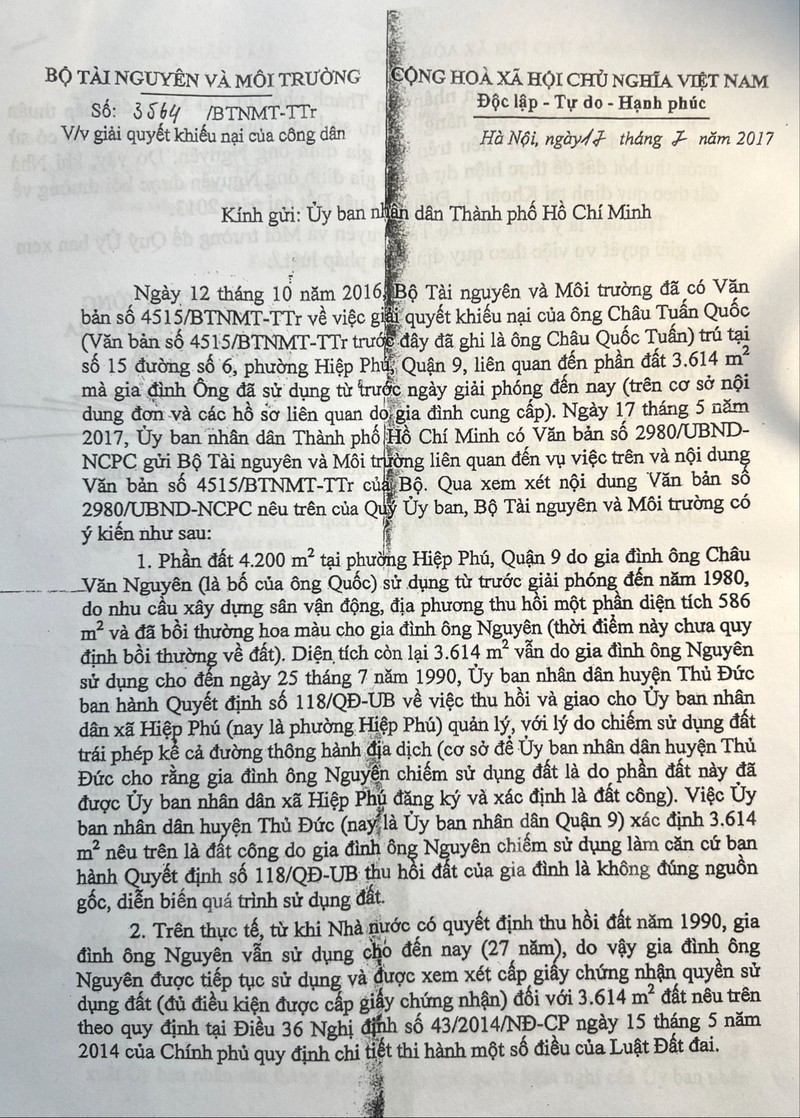 BỘ TÀI NGUYÊN VÀ MÔI TRƯỜNG
Số: 3564 /BTNMT-TTr
V/v giải quyết khiếu nại của công dân
CỘNG HOÀ XÃ HỘI CHỦ NGHĨA VIỆT NAM
Độc lập - Tự do - Hạnh phúc
Hà Nội, ngày tháng năm 2017
Kính gửi: Ủy ban nhân dân Thành phố Hồ Chí Minh
Ngày 12 tháng 10 năm 2016, Bộ Tài nguyên và Môi trường đã có Văn
bản số 4515/BTNMT-TTr về việc giải quyết khiếu nại của ông Châu Tuấn Quốc
(Văn bản số 4515/BTNMT-TTr trước đây đã ghi là ông Châu Quốc Tuấn) trú tại
số 15 đường số 6, phường Hiệp Phú, Quận 9, liên quan đến phần đất 3.614 m²
mà gia đình Ông đã sử dụng từ trước ngày giải phóng đến nay (trên cơ sở nội
dung đơn và các hồ sơ liên quan do gia đình cung cấp). Ngày 17 tháng 5 năm
2017, Ủy ban nhân dân Thành phố Hồ Chí Minh có Văn bản số 2980/UBND-
NCPC gửi Bộ Tài nguyên và Môi trường liên quan đến vụ việc trên và nội dung
Văn bản số 4515/BTNMT-TTr của Bộ. Qua xem xét nội dung Văn bản số
2980/UBND-NCPC nêu trên của Quý Ủy ban, Bộ Tài nguyên và Môi trường có
ý kiến như sau:
1. Phần đất 4.200 m² tại phường Hiệp Phú, Quận 9 do gia đình ông Châu
Văn Nguyên (là bố của ông Quốc) sử dụng từ trước giải phóng đến năm 1980,
do nhu cầu xây dựng sân vận động, địa phương thu hồi một phần diện tích 586
m² và đã bồi thường hoa màu cho gia đình ông Nguyên (thời điểm này chưa quy
định bồi thường về đất). Diện tích còn lại 3.614 m² vẫn do gia đình ông Nguyên
sử dụng cho đến ngày 25 tháng 7 năm 1990, Ủy ban nhân dân huyện Thủ Đức
ban hành Quyết định số 118/QĐ-UB về việc thu hồi và giao cho Ủy ban nhân
dân xã Hiệp Phú (nay là phường Hiệp Phú) quản lý, với lý do chiếm sử dụng đất
trái phép kể cả đường thông hành địa dịch (cơ sở để Ủy ban nhân dân huyện Thủ
Đức cho rằng gia đình ông Nguyên chiếm sử dụng đất là do phần đất này đã
được Ủy ban nhân dân xã Hiệp Phú đăng ký và xác định là đất công). Việc Ủy
ban nhân dân huyện Thủ Đức (nay là Ủy ban nhân dân Quận 9) xác định 3.614
m² nêu trên là đất công do gia đình ông Nguyên chiếm sử dụng làm căn cứ ban
hành Quyết định số 118/QĐ-UB thu hồi đất của gia đình là không đúng nguồn
gốc, diễn biến quá trình sử dụng đất.
2. Trên thực tế, từ khi Nhà nước có quyết định thu hồi đất năm 1990, gia
đình ông Nguyên vẫn sử dụng cho đến nay (27 năm), do vậy gia đình ông
Nguyên được tiếp tục sử dụng và được xem xét cấp giấy chứng nhận quyền sử
dụng đất (đủ điều kiện được cấp giấy chứng nhận) đối với 3.614 m² đất nêu trên
theo quy định tại Điều 36 Nghị định số 43/2014/NĐ-CP ngày 15 tháng 5 năm
2014 của Chính phủ quy định chi tiết thi hành một số điều của Luật Đất đai.